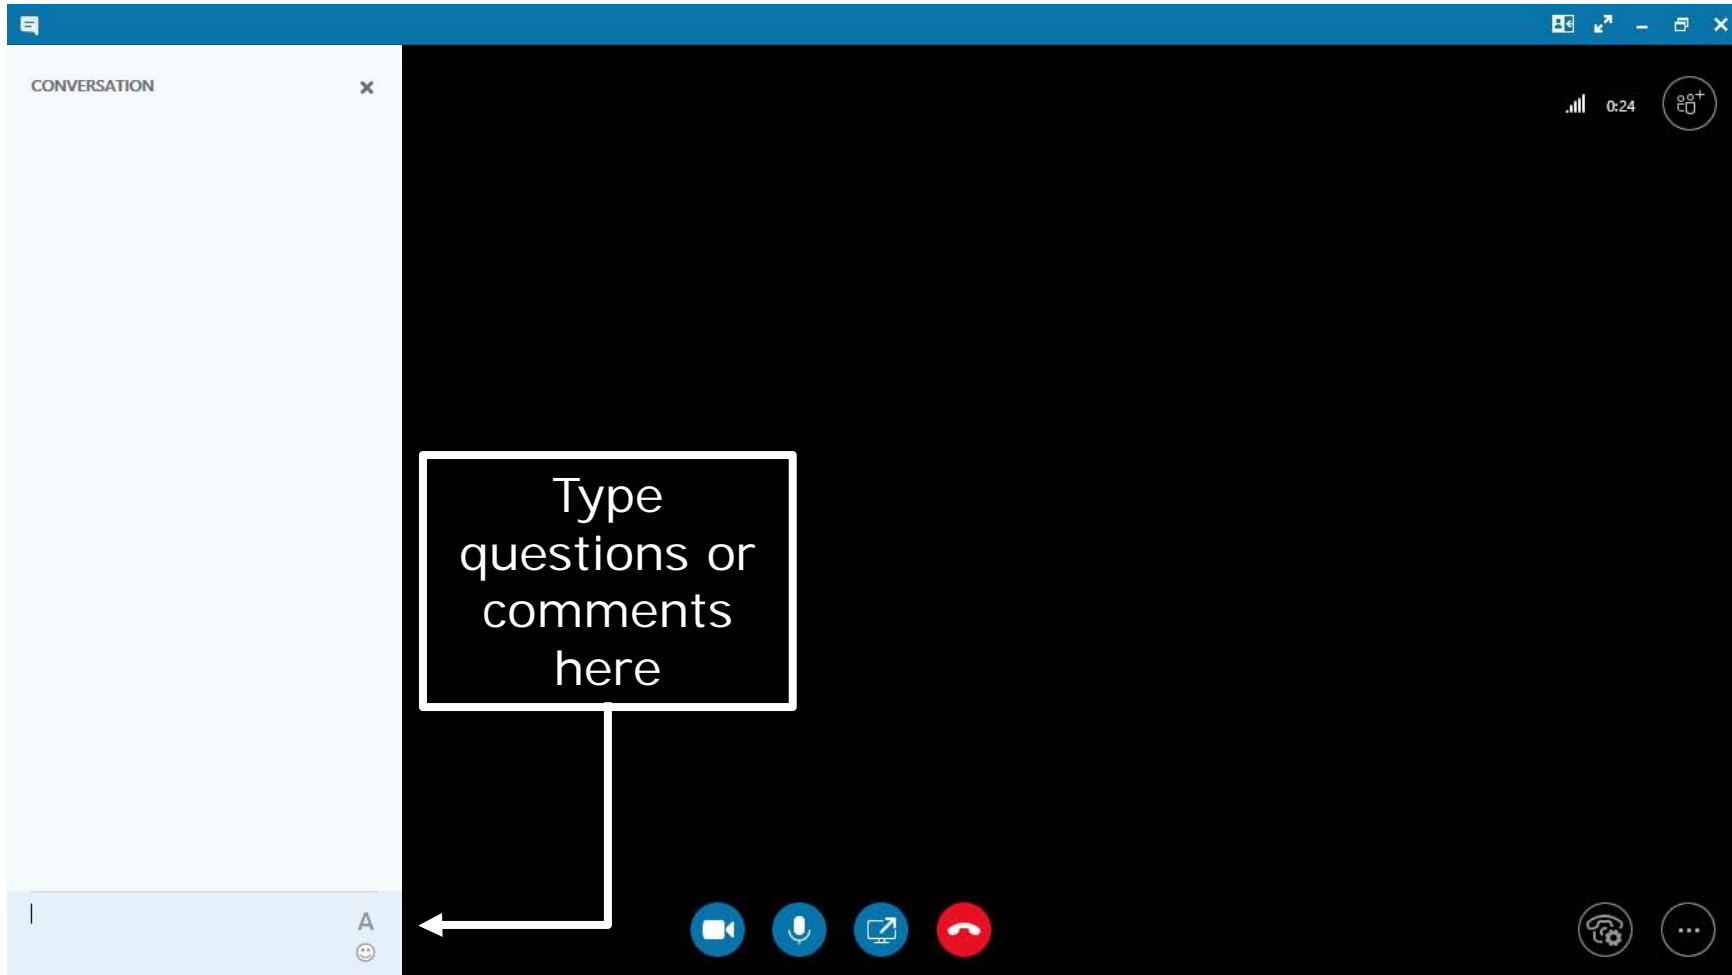 CONVERSATION
0:24
Type
questions or
comments
here
A